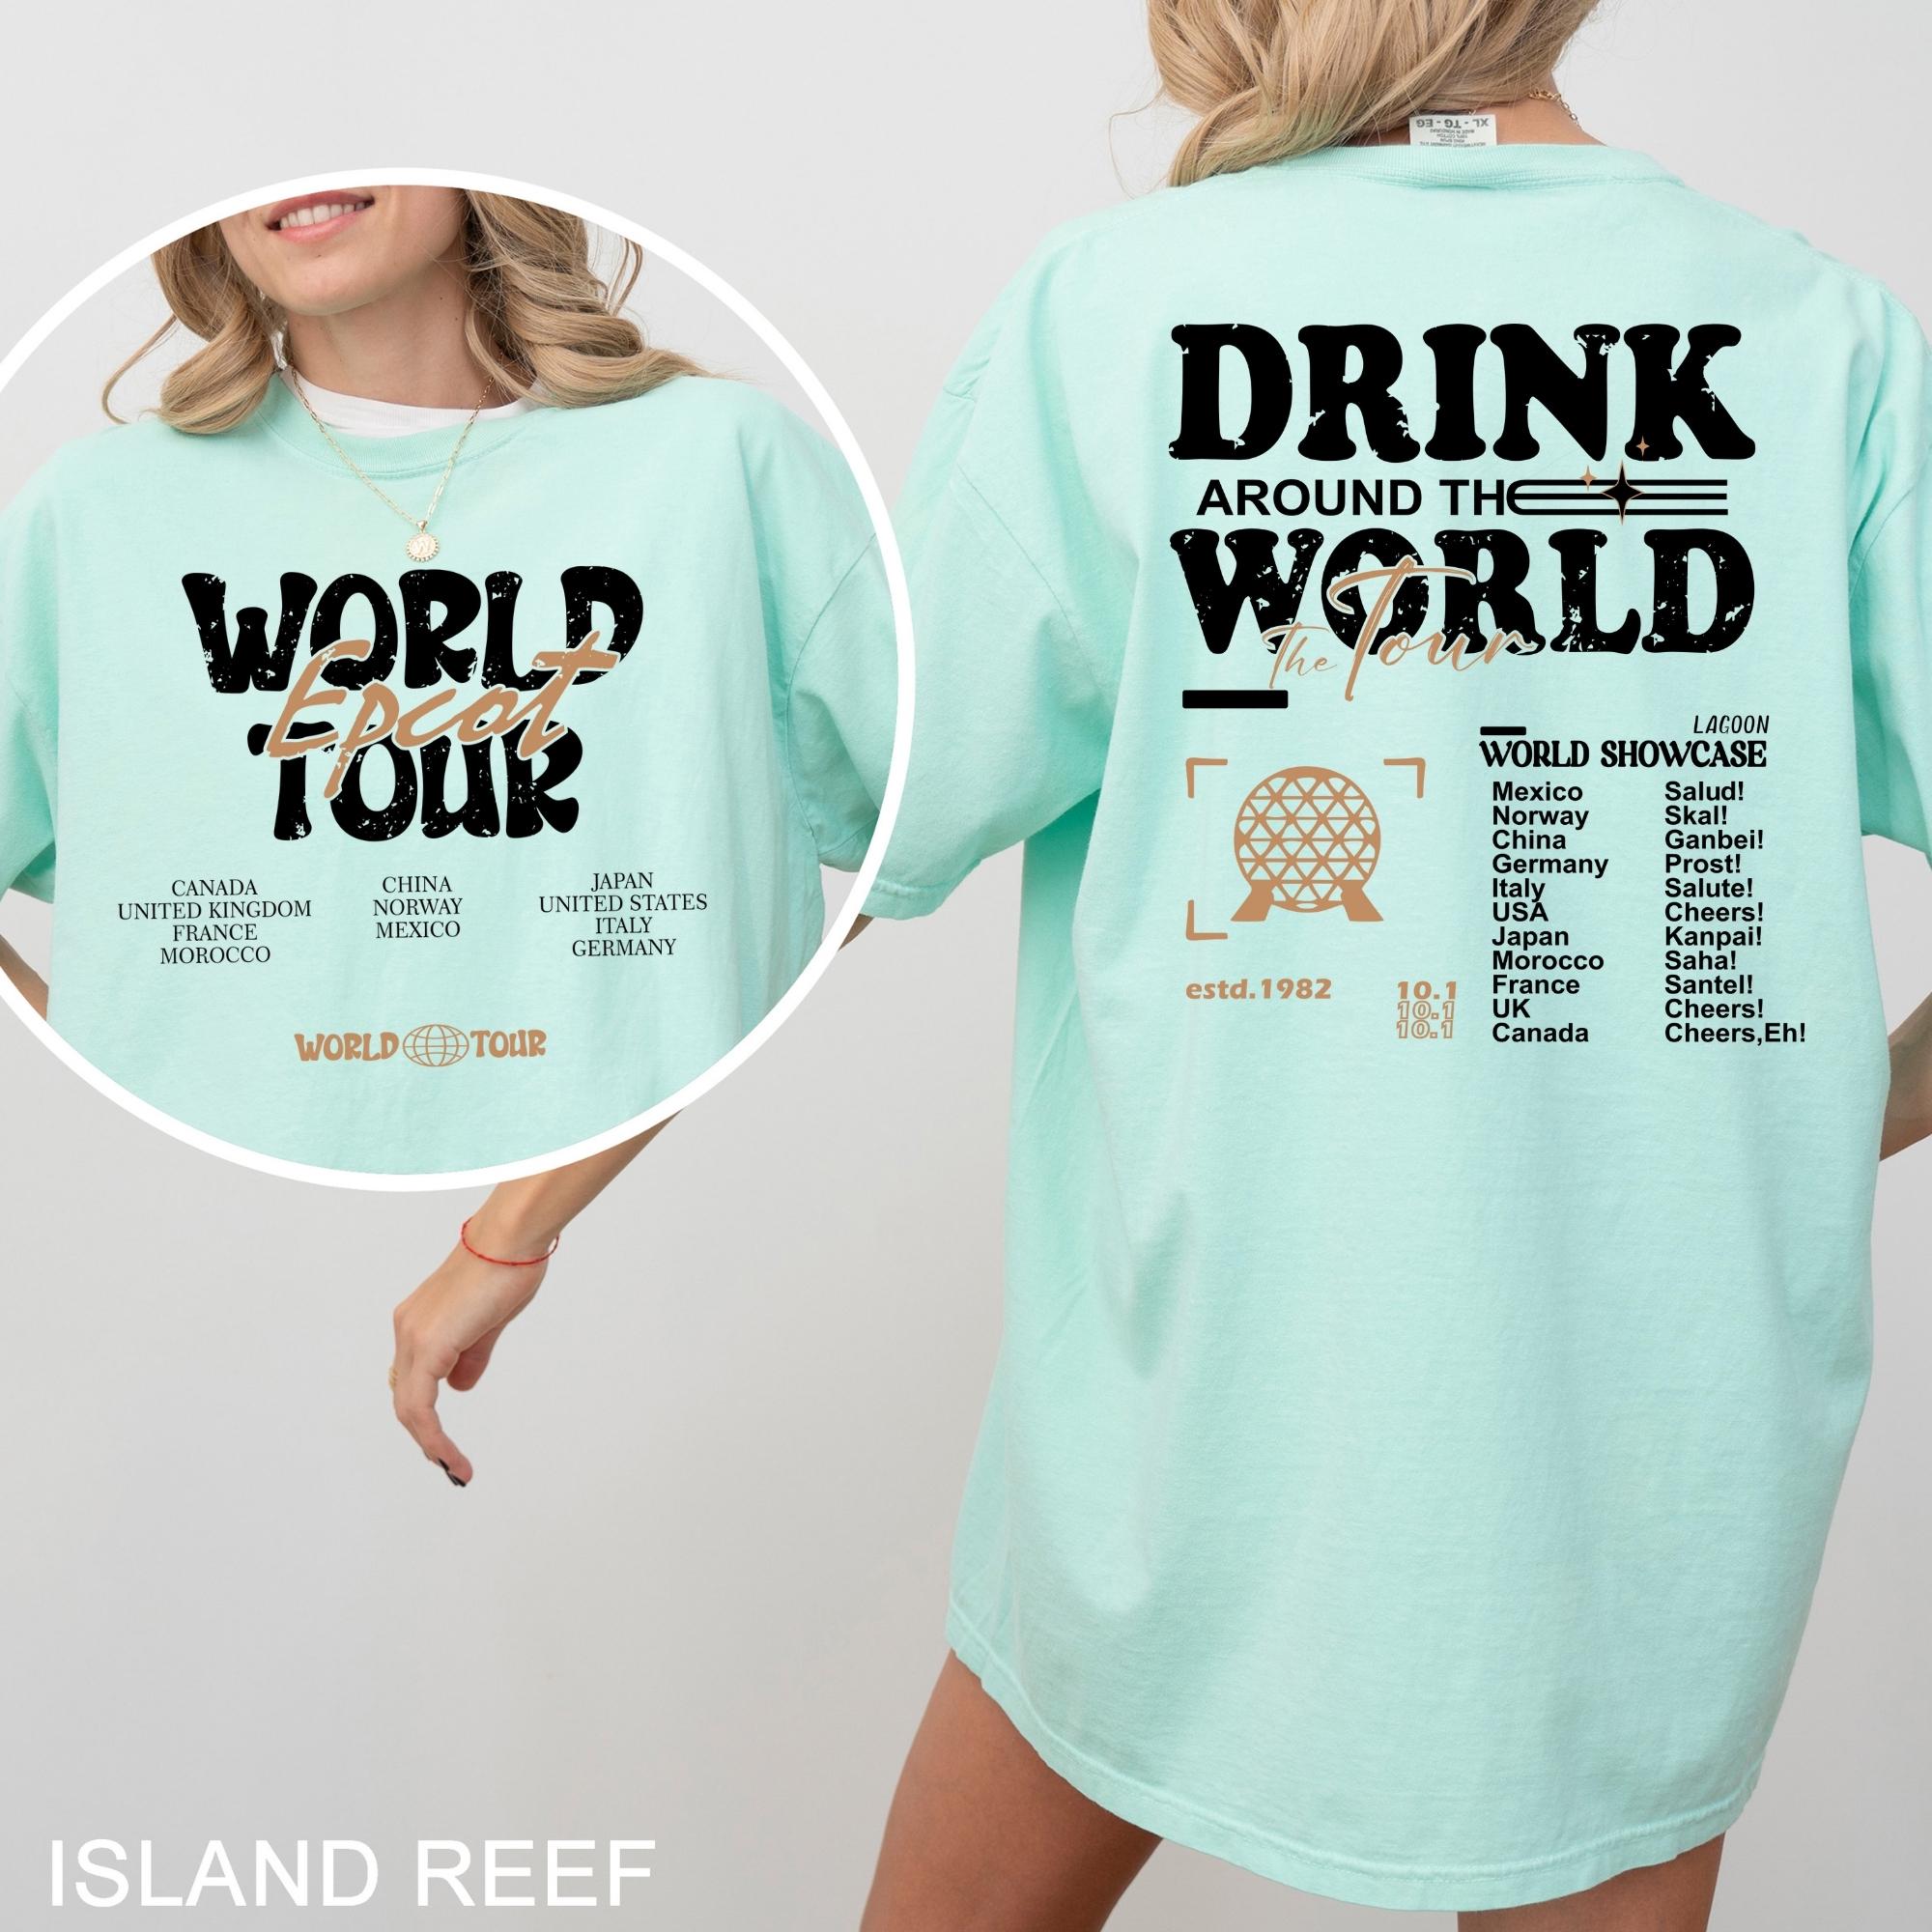 WORLD
Epcot
TOUR
CANADA
UNITED KINGDOM
FRANCE
MOROCCO
CHINA
NORWAY
MEXICO
JAPAN
UNITED STATES
ITALY
GERMANY
WORLD TOUR
XL - TG - EG
DRINK
AROUND THE
WORLD
The Tour
LAGOON
WORLD SHOWCASE
Mexico Salud!
Norway Skal!
China Ganbei!
Germany Prost!
Italy Salute!
USA Cheers!
Japan Kanpai!
Morocco Saha!
France Santel!
UK Cheers!
Canada Cheers,Eh!
estd.1982
10.1
10.1
10.1
ISLAND REEF